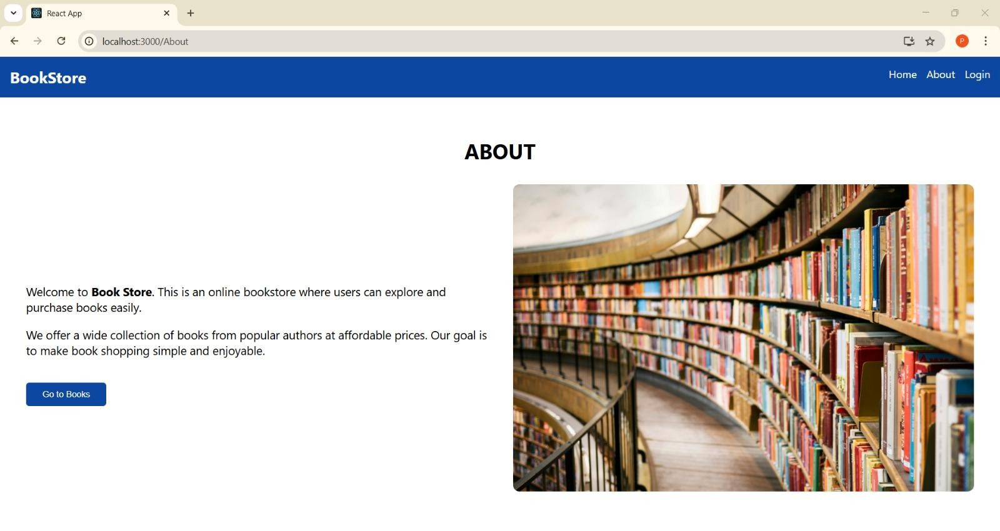 React App
localhost:3000/About
P
BookStore
Home About Login
ABOUT
Welcome to Book Store. This is an online bookstore where users can explore and
purchase books easily.
We offer a wide collection of books from popular authors at affordable prices. Our goal is
to make book shopping simple and enjoyable.
Go to Books